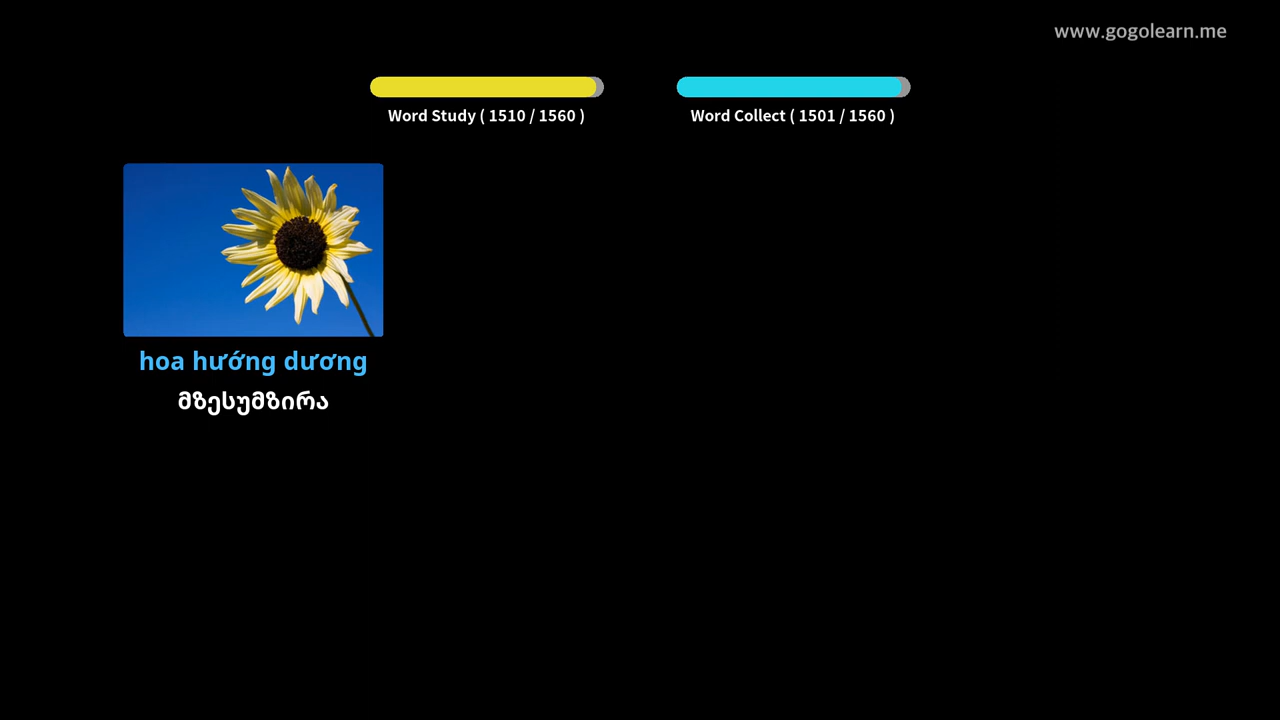 www.gogolearn.me
Word Study ( 1510 / 1560 )
Word Collect ( 1501 / 1560 )
hoa hướng dương
მზესუმზირა